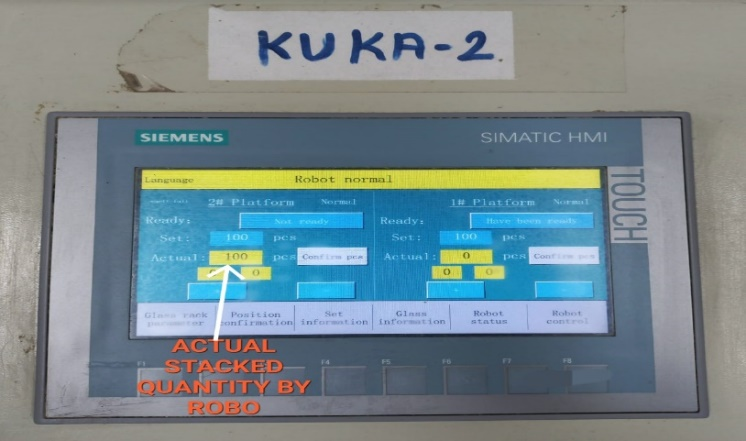 KUKA-2
SIEMENS
SIMATIC HMI
TOUCH
Language Robot normal
2# Platform Normal 1# Platform Normal
Ready: Not ready Ready: Have been ready
Set: 100 pcs Set: 100 pcs
Actual: 100 pcs Confirm pcs Actual: 0 pcs Confirm pcs
0 0 0
Glass rack Position Set Glass Robot Robot
parameter confirmation information information status control
ACTUAL
STACKED
QUANTITY BY
ROBO
F1 F4 F5 F6 F7 F8